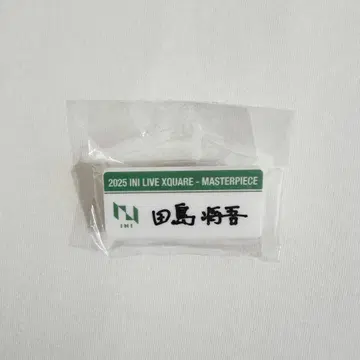 2025 INI LIVE XQUARE - MASTERPIECE
INI
田島 将吾